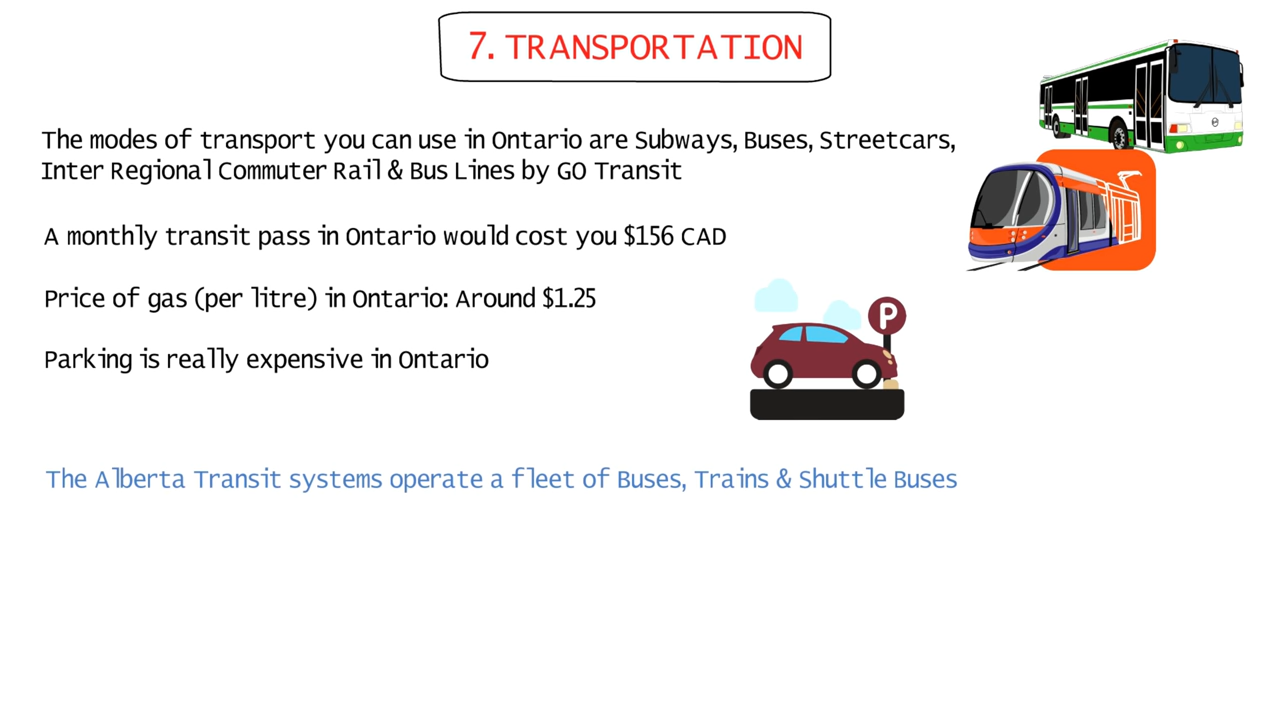 7. TRANSPORTATION
The modes of transport you can use in Ontario are Subways, Buses, Streetcars,
Inter Regional Commuter Rail & Bus Lines by GO Transit
A monthly transit pass in Ontario would cost you $156 CAD
Price of gas (per litre) in Ontario: Around $1.25
P
Parking is really expensive in Ontario
The Alberta Transit systems operate a fleet of Buses, Trains & Shuttle Buses